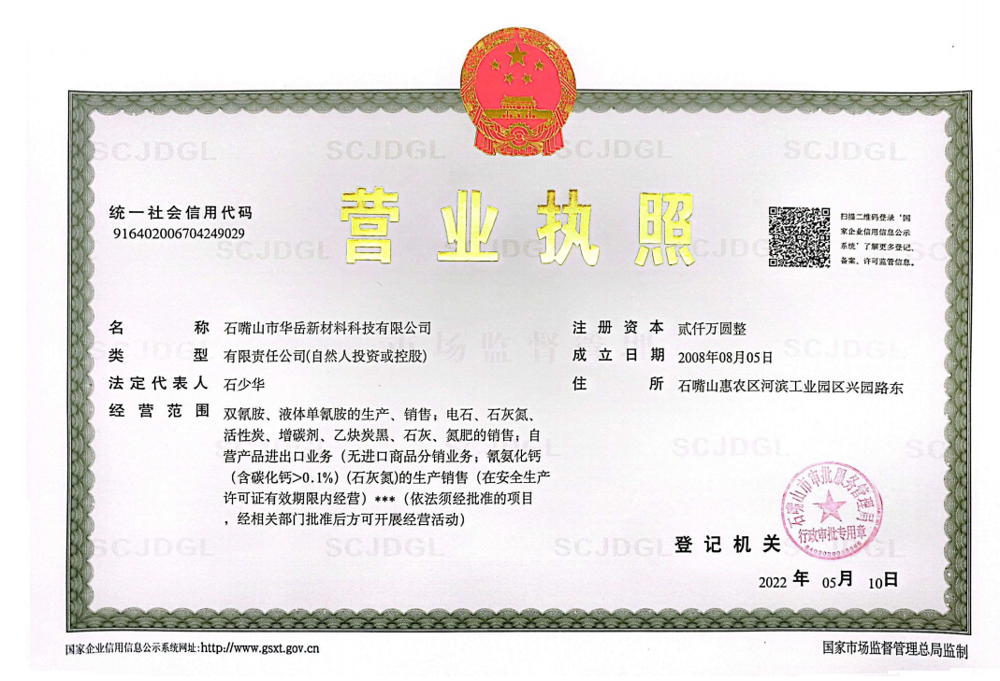 营业执照
统一社会信用代码
916402006704249029
扫描二维码登录‘国
家企业信用信息公示
系统’了解更多登记、
备案、许可监管信息。
名称 石嘴山市华岳新材料科技有限公司
类型 有限责任公司(自然人投资或控股)
法定代表人 石少华
经营范围 双氰胺、液体单氰胺的生产、销售；电石、石灰氮、
活性炭、增碳剂、乙炔炭黑、石灰、氮肥的销售；自
营产品进出口业务（无进口商品分销业务；氰氨化钙
（含碳化钙>0.1%）(石灰氮)的生产销售（在安全生产
许可证有效期限内经营）***（依法须经批准的项目
，经相关部门批准后方可开展经营活动）
注册资本 贰仟万圆整
成立日期 2008年08月05日
住所 石嘴山惠农区河滨工业园区兴园路东
石嘴山市审批服务管理局
行政审批专用章
登记机关
2022 年 05月 10日
国家企业信用信息公示系统网址:http://www.gsxt.gov.cn
国家市场监督管理总局监制